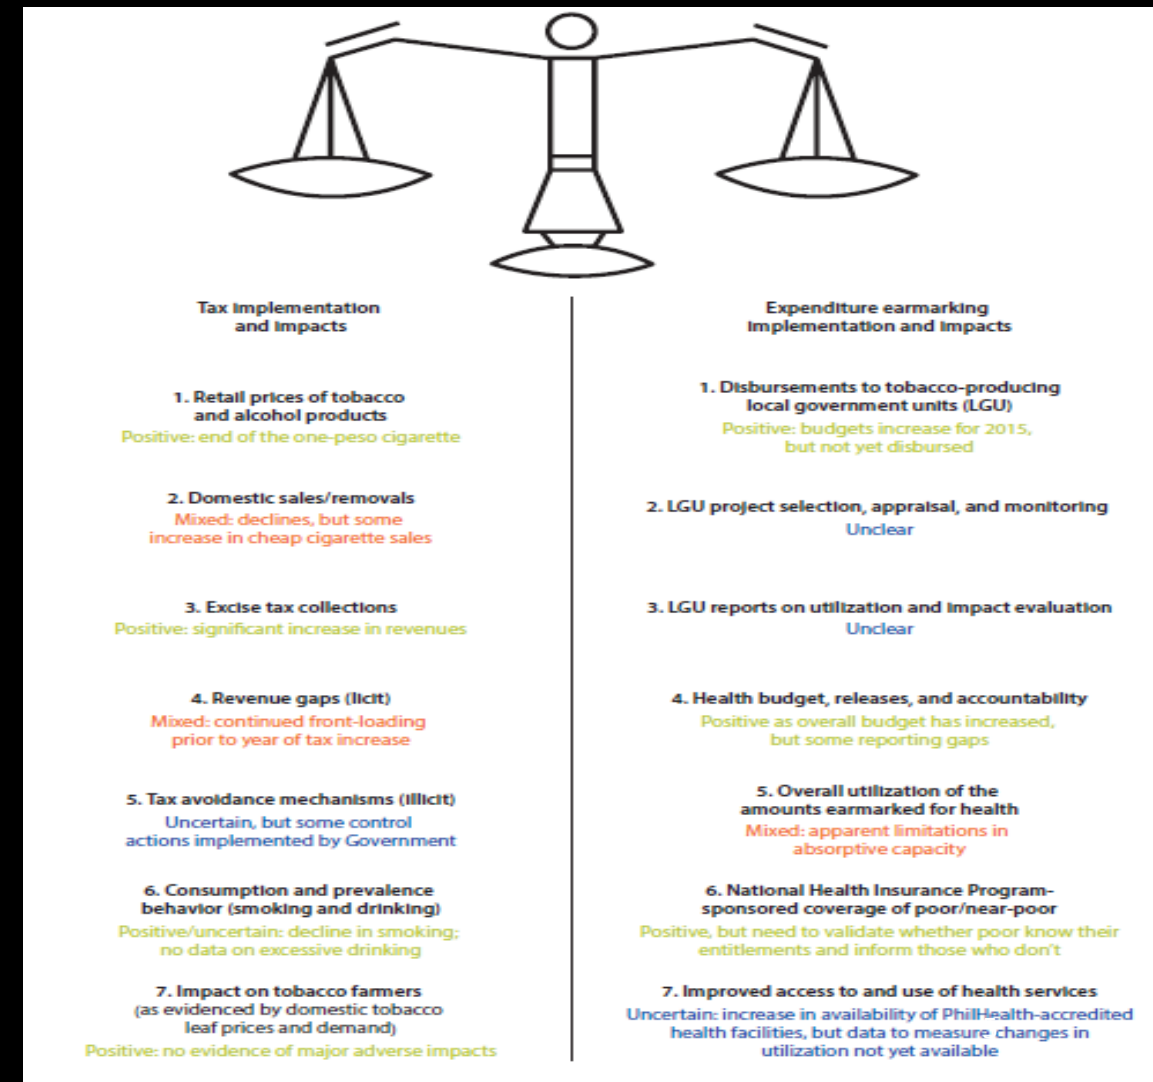 Tax implementation
and impacts
1. Retail prices of tobacco
and alcohol products
Positive: end of the one-peso cigarette
2. Domestic sales/removals
Mixed: declines, but some
increase in cheap cigarette sales
3. Excise tax collections
Positive: significant increase in revenues
4. Revenue gaps (licit)
Mixed: continued front-loading
prior to year of tax increase
5. Tax avoidance mechanisms (illicit)
Uncertain, but some control
actions implemented by Government
6. Consumption and prevalence
behavior (smoking and drinking)
Positive/uncertain: decline in smoking;
no data on excessive drinking
7. Impact on tobacco farmers
(as evidenced by domestic tobacco
leaf prices and demand)
Positive: no evidence of major adverse impacts
Expenditure earmarking
implementation and impacts
1. Disbursements to tobacco-producing
local government units (LGU)
Positive: budgets increase for 2015,
but not yet disbursed
2. LGU project selection, appraisal, and monitoring
Unclear
3. LGU reports on utilization and impact evaluation
Unclear
4. Health budget, releases, and accountability
Positive as overall budget has increased,
but some reporting gaps
5. Overall utilization of the
amounts earmarked for health
Mixed: apparent limitations in
absorptive capacity
6. National Health Insurance Program-
sponsored coverage of poor/near-poor
Positive, but need to validate whether poor know their
entitlements and inform those who don't
7. Improved access to and use of health services
Uncertain: increase in availability of PhilHealth-accredited
health facilities, but data to measure changes in
utilization not yet available